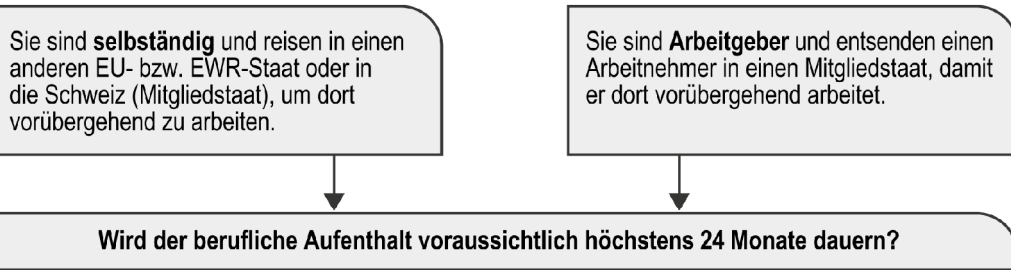 Sie sind selbständig und reisen in einen
anderen EU- bzw. EWR-Staat oder in
die Schweiz (Mitgliedstaat), um dort
vorübergehend zu arbeiten.
Sie sind Arbeitgeber und entsenden einen
Arbeitnehmer in einen Mitgliedstaat, damit
er dort vorübergehend arbeitet.
Wird der berufliche Aufenthalt voraussichtlich höchstens 24 Monate dauern?